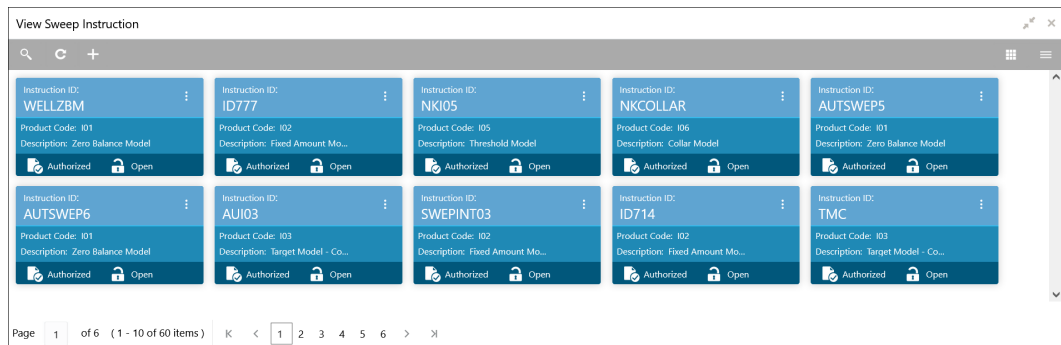 View Sweep Instruction
Instruction ID:
WELLZBM
Product Code: I01
Description: Zero Balance Model
Authorized Open
Instruction ID:
ID777
Product Code: I02
Description: Fixed Amount Mo...
Authorized Open
Instruction ID:
NKI05
Product Code: I05
Description: Threshold Model
Authorized Open
Instruction ID:
NKCOLLAR
Product Code: I06
Description: Collar Model
Authorized Open
Instruction ID:
AUTSWEP5
Product Code: I01
Description: Zero Balance Model
Authorized Open
Instruction ID:
AUTSWEP6
Product Code: I01
Description: Zero Balance Model
Authorized Open
Instruction ID:
AUI03
Product Code: I03
Description: Target Model - Co...
Authorized Open
Instruction ID:
SWEPINT03
Product Code: I02
Description: Fixed Amount Mo...
Authorized Open
Instruction ID:
ID714
Product Code: I02
Description: Fixed Amount Mo...
Authorized Open
Instruction ID:
TMC
Product Code: I03
Description: Target Model - Co...
Authorized Open
Page 1 of 6 ( 1 - 10 of 60 items ) 1 2 3 4 5 6